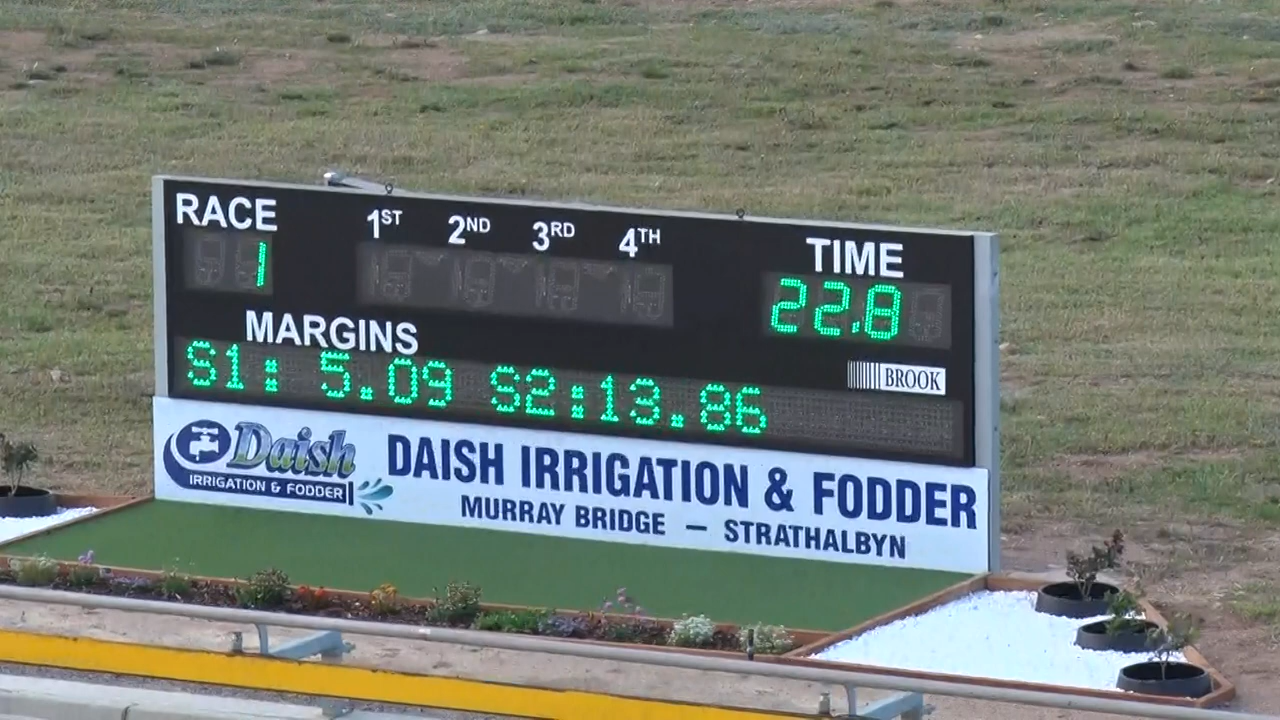 RACE 1ST 2ND 3RD 4TH TIME
1 22.8
MARGINS
S1: 5.09 S2:13.86
BROOK
Daish
IRRIGATION & FODDER
DAISH IRRIGATION & FODDER
MURRAY BRIDGE — STRATHALBYN